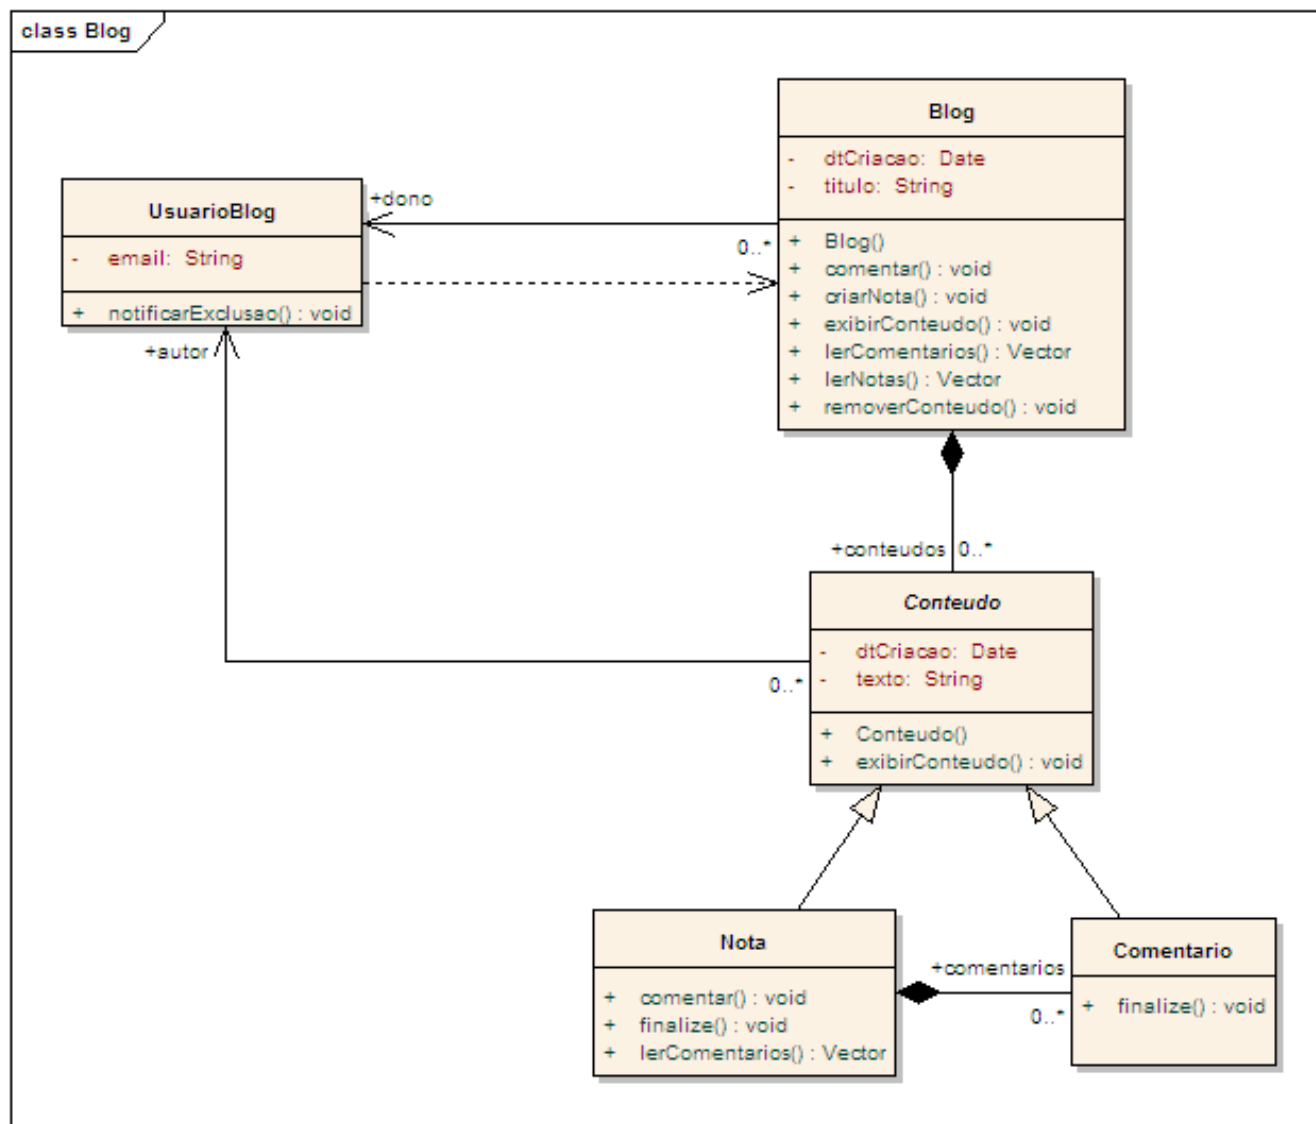 class Blog
Blog
- dtCriacao: Date
- titulo: String
+ Blog()
+ comentar() : void
+ criarNota() : void
+ exibirConteudo() : void
+ lerComentarios() : Vector
+ lerNotas() : Vector
+ removerConteudo() : void
UsuarioBlog
- email: String
+ notificarExclusao() : void
+dono
0..*
+autor
+conteudos 0..*
Conteudo
- dtCriacao: Date
- texto: String
+ Conteudo()
+ exibirConteudo() : void
0..*
Nota
+ comentar() : void
+ finalize() : void
+ lerComentarios() : Vector
+comentarios
0..*
Comentario
+ finalize() : void